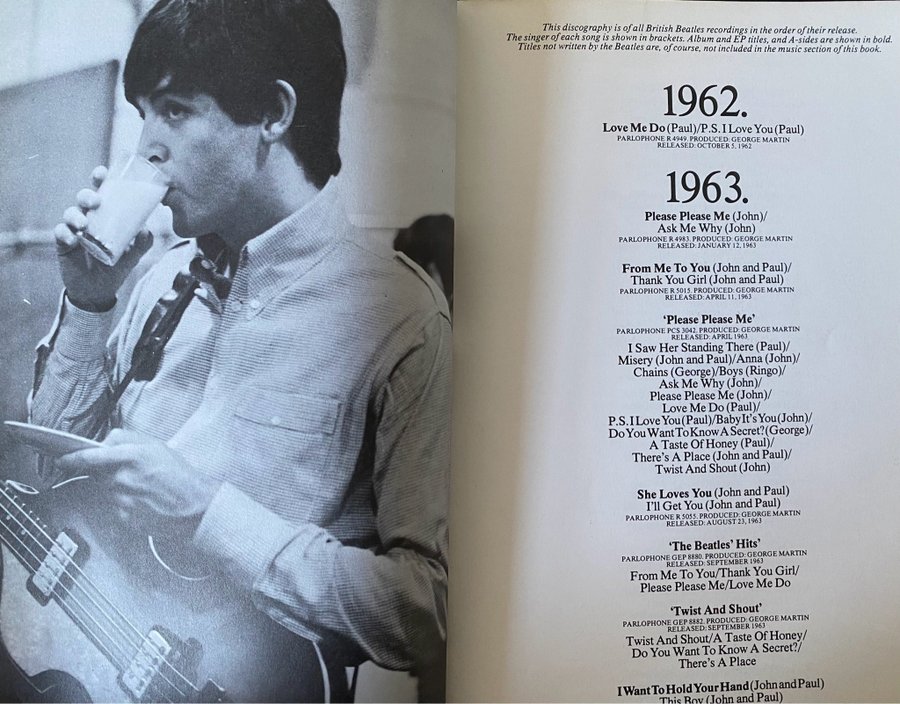 This discography is of all British Beatles recordings in the order of their release.
The singer of each song is shown in brackets. Album and EP titles, and A-sides are shown in bold.
Titles not written by the Beatles are, of course, not included in the music section of this book.
1962.
Love Me Do (Paul)/P.S. I Love You (Paul)
PARLOPHONE R 4949. PRODUCED: GEORGE MARTIN
RELEASED: OCTOBER 5, 1962
1963.
Please Please Me (John)/
Ask Me Why (John)
PARLOPHONE R 4983. PRODUCED: GEORGE MARTIN
RELEASED: JANUARY 12, 1963
From Me To You (John and Paul)/
Thank You Girl (John and Paul)
PARLOPHONE R 5015. PRODUCED: GEORGE MARTIN
RELEASED: APRIL 11, 1963
'Please Please Me'
PARLOPHONE PCS 3042. PRODUCED: GEORGE MARTIN
RELEASED: APRIL 1963
I Saw Her Standing There (Paul)/
Misery (John and Paul)/Anna (John)/
Chains (George)/Boys (Ringo)/
Ask Me Why (John)/
Please Please Me (John)/
Love Me Do (Paul)/
P.S. I Love You (Paul)/Baby It's You (John)/
Do You Want To Know A Secret? (George)/
A Taste Of Honey (Paul)/
There's A Place (John and Paul)/
Twist And Shout (John)
She Loves You (John and Paul)
I'll Get You (John and Paul)
PARLOPHONE R 5055. PRODUCED: GEORGE MARTIN
RELEASED: AUGUST 23, 1963
'The Beatles' Hits'
PARLOPHONE GEP 8880. PRODUCED: GEORGE MARTIN
RELEASED: SEPTEMBER 1963
From Me To You/Thank You Girl/
Please Please Me/Love Me Do
'Twist And Shout'
PARLOPHONE GEP 8882. PRODUCED: GEORGE MARTIN
RELEASED: SEPTEMBER 1963
Twist And Shout/A Taste Of Honey/
Do You Want To Know A Secret?/
There's A Place
I Want To Hold Your Hand (John and Paul)
This Boy (John and Paul)